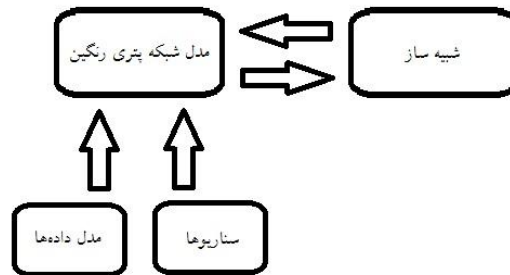 شبیه ساز
مدل شبکه پتری رنگین
سناریوها
مدل داده‌ها